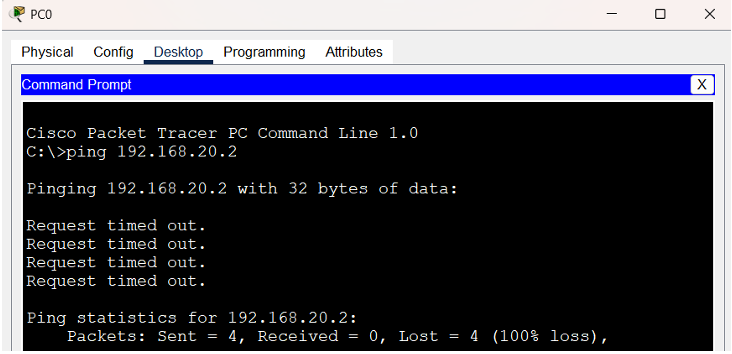 PC0
Physical Config Desktop Programming Attributes
Command Prompt X
Cisco Packet Tracer PC Command Line 1.0
C:\>ping 192.168.20.2
Pinging 192.168.20.2 with 32 bytes of data:
Request timed out.
Request timed out.
Request timed out.
Request timed out.
Ping statistics for 192.168.20.2:
Packets: Sent = 4, Received = 0, Lost = 4 (100% loss),